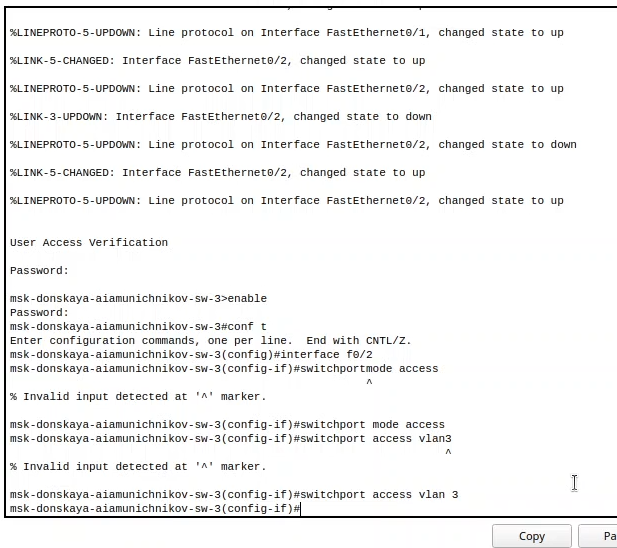 %LINEPROTO-5-UPDOWN: Line protocol on Interface FastEthernet0/1, changed state to up
%LINK-5-CHANGED: Interface FastEthernet0/2, changed state to up
%LINEPROTO-5-UPDOWN: Line protocol on Interface FastEthernet0/2, changed state to up
%LINK-3-UPDOWN: Interface FastEthernet0/2, changed state to down
%LINEPROTO-5-UPDOWN: Line protocol on Interface FastEthernet0/2, changed state to down
%LINK-5-CHANGED: Interface FastEthernet0/2, changed state to up
%LINEPROTO-5-UPDOWN: Line protocol on Interface FastEthernet0/2, changed state to up
User Access Verification
Password:
msk-donskaya-aiamunichnikov-sw-3>enable
Password:
msk-donskaya-aiamunichnikov-sw-3#conf t
Enter configuration commands, one per line.  End with CNTL/Z.
msk-donskaya-aiamunichnikov-sw-3(config)#interface f0/2
msk-donskaya-aiamunichnikov-sw-3(config-if)#switchportmode access
^
% Invalid input detected at '^' marker.
msk-donskaya-aiamunichnikov-sw-3(config-if)#switchport mode access
msk-donskaya-aiamunichnikov-sw-3(config-if)#switchport access vlan3
^
% Invalid input detected at '^' marker.
msk-donskaya-aiamunichnikov-sw-3(config-if)#switchport access vlan 3
msk-donskaya-aiamunichnikov-sw-3(config-if)#
Copy
Pa